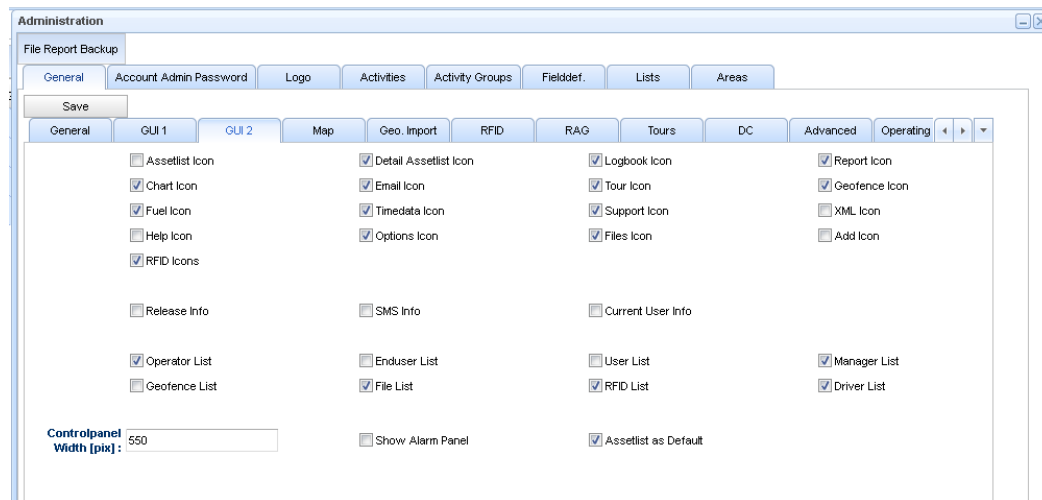 Administration
File Report Backup
General Account Admin Password Logo Activities Activity Groups Fielddef. Lists Areas
Save
General GUI 1 GUI 2 Map Geo. Import RFID RAG Tours DC Advanced Operating
Assetlist Icon Detail Assetlist Icon Logbook Icon Report Icon
Chart Icon Email Icon Tour Icon Geofence Icon
Fuel Icon Timedata Icon Support Icon XML Icon
Help Icon Options Icon Files Icon Add Icon
RFID Icons
Release Info SMS Info Current User Info
Operator List Enduser List User List Manager List
Geofence List File List RFID List Driver List
Controlpanel
Width [pix] : 550 Show Alarm Panel Assetlist as Default